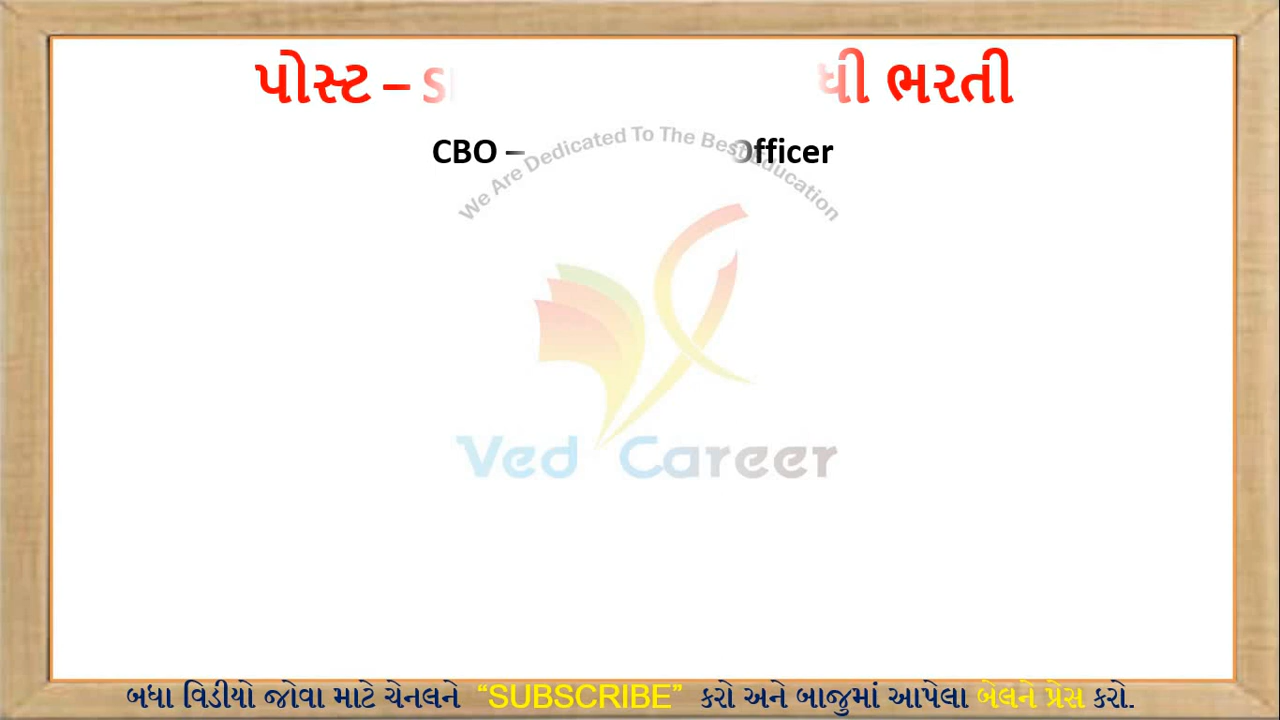 પોસ્ટ – ભરતી
CBO – Officer
We Are Dedicated To The Best Education
Ved Career
બધા વિડીયો જોવા માટે ચેનલને “SUBSCRIBE” કરો અને બાજુમાં આપેલા બેલને પ્રેસ કરો.